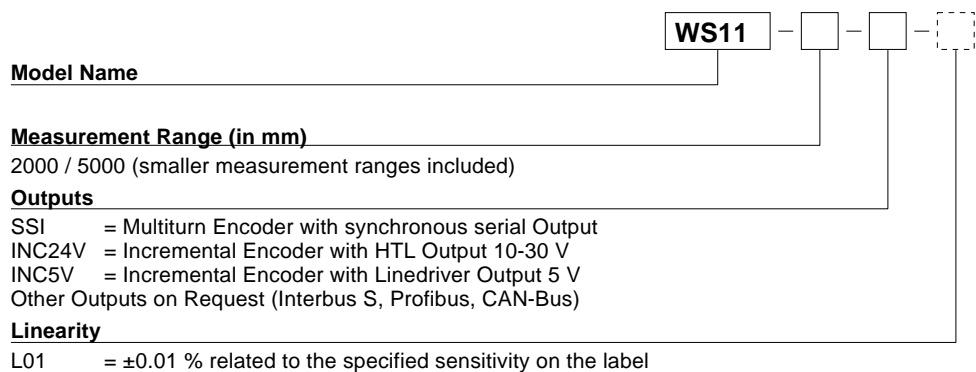 WS11 – –
Model Name
Measurement Range (in mm)
2000 / 5000 (smaller measurement ranges included)
Outputs
SSI = Multiturn Encoder with synchronous serial Output
INC24V = Incremental Encoder with HTL Output 10-30 V
INC5V = Incremental Encoder with Linedriver Output 5 V
Other Outputs on Request (Interbus S, Profibus, CAN-Bus)
Linearity
L01 = ±0.01 % related to the specified sensitivity on the label